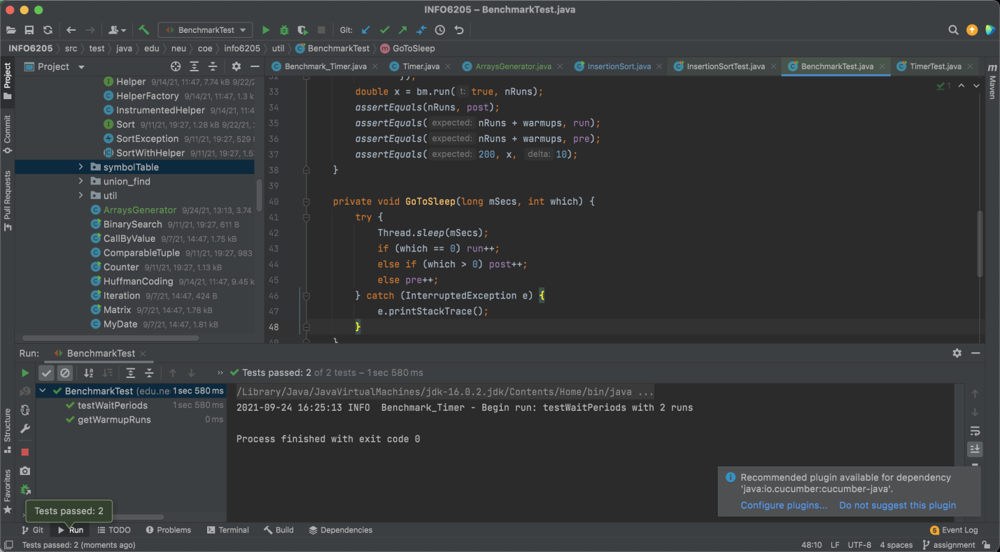 INFO6205 – BenchmarkTest.java
BenchmarkTest
Git:
INFO6205 src test java edu neu coe info6205 util BenchmarkTest GoToSleep
Project
Commit
Pull Requests
Structure
Favorites
Project
Helper 9/14/21, 11:47, 7.74 kB 9/22/2
HelperFactory 9/14/21, 11:47, 1.3 k
InstrumentedHelper 9/14/21, 11:4
Sort 9/11/21, 19:27, 1.28 kB 9/22/21,
SortException 9/11/21, 19:27, 529
SortWithHelper 9/11/21, 19:27, 1.5
symbolTable
union_find
util
ArraysGenerator 9/24/21, 13:13, 3.74
BinarySearch 9/11/21, 19:27, 611 B
CallByValue 9/7/21, 14:47, 1.75 kB
ComparableTuple 9/11/21, 19:27, 983
Counter 9/11/21, 19:27, 1.13 kB
HuffmanCoding 9/14/21, 11:47, 9.45 k
Iteration 9/7/21, 14:47, 424 B
Matrix 9/7/21, 14:47, 1.78 kB
MyDate 9/7/21, 14:47, 1.81 kB
Benchmark_Timer.java Timer.java ArraysGenerator.java InsertionSort.java InsertionSortTest.java BenchmarkTest.java TimerTest.java
Maven
1
32 });
33 double x = bm.run( t: true, nRuns);
34 assertEquals(nRuns, post);
35 assertEquals( expected: nRuns + warmups, run);
36 assertEquals( expected: nRuns + warmups, pre);
37 assertEquals( expected: 200, x, delta: 10);
38 }
39
40 private void GoToSleep(long mSecs, int which) {
41 try {
42 Thread.sleep(mSecs);
43 if (which == 0) run++;
44 else if (which > 0) post++;
45 else pre++;
46 } catch (InterruptedException e) {
47 e.printStackTrace();
48 }
49 }
Run: BenchmarkTest
Tests passed: 2 of 2 tests – 1 sec 580 ms
BenchmarkTest (edu.ne 1 sec 580 ms
testWaitPeriods 1 sec 580 ms
getWarmupRuns 0 ms
/Library/Java/JavaVirtualMachines/jdk-16.0.2.jdk/Contents/Home/bin/java ...
2021-09-24 16:25:13 INFO  Benchmark_Timer - Begin run: testWaitPeriods with 2 runs
Process finished with exit code 0
Recommended plugin available for dependency
'java:io.cucumber:cucumber-java'.
Configure plugins... Do not suggest this plugin
Tests passed: 2
Git Run TODO Problems Terminal Build Dependencies 5 Event Log
Tests passed: 2 (moments ago) 48:10 LF UTF-8 4 spaces assignment